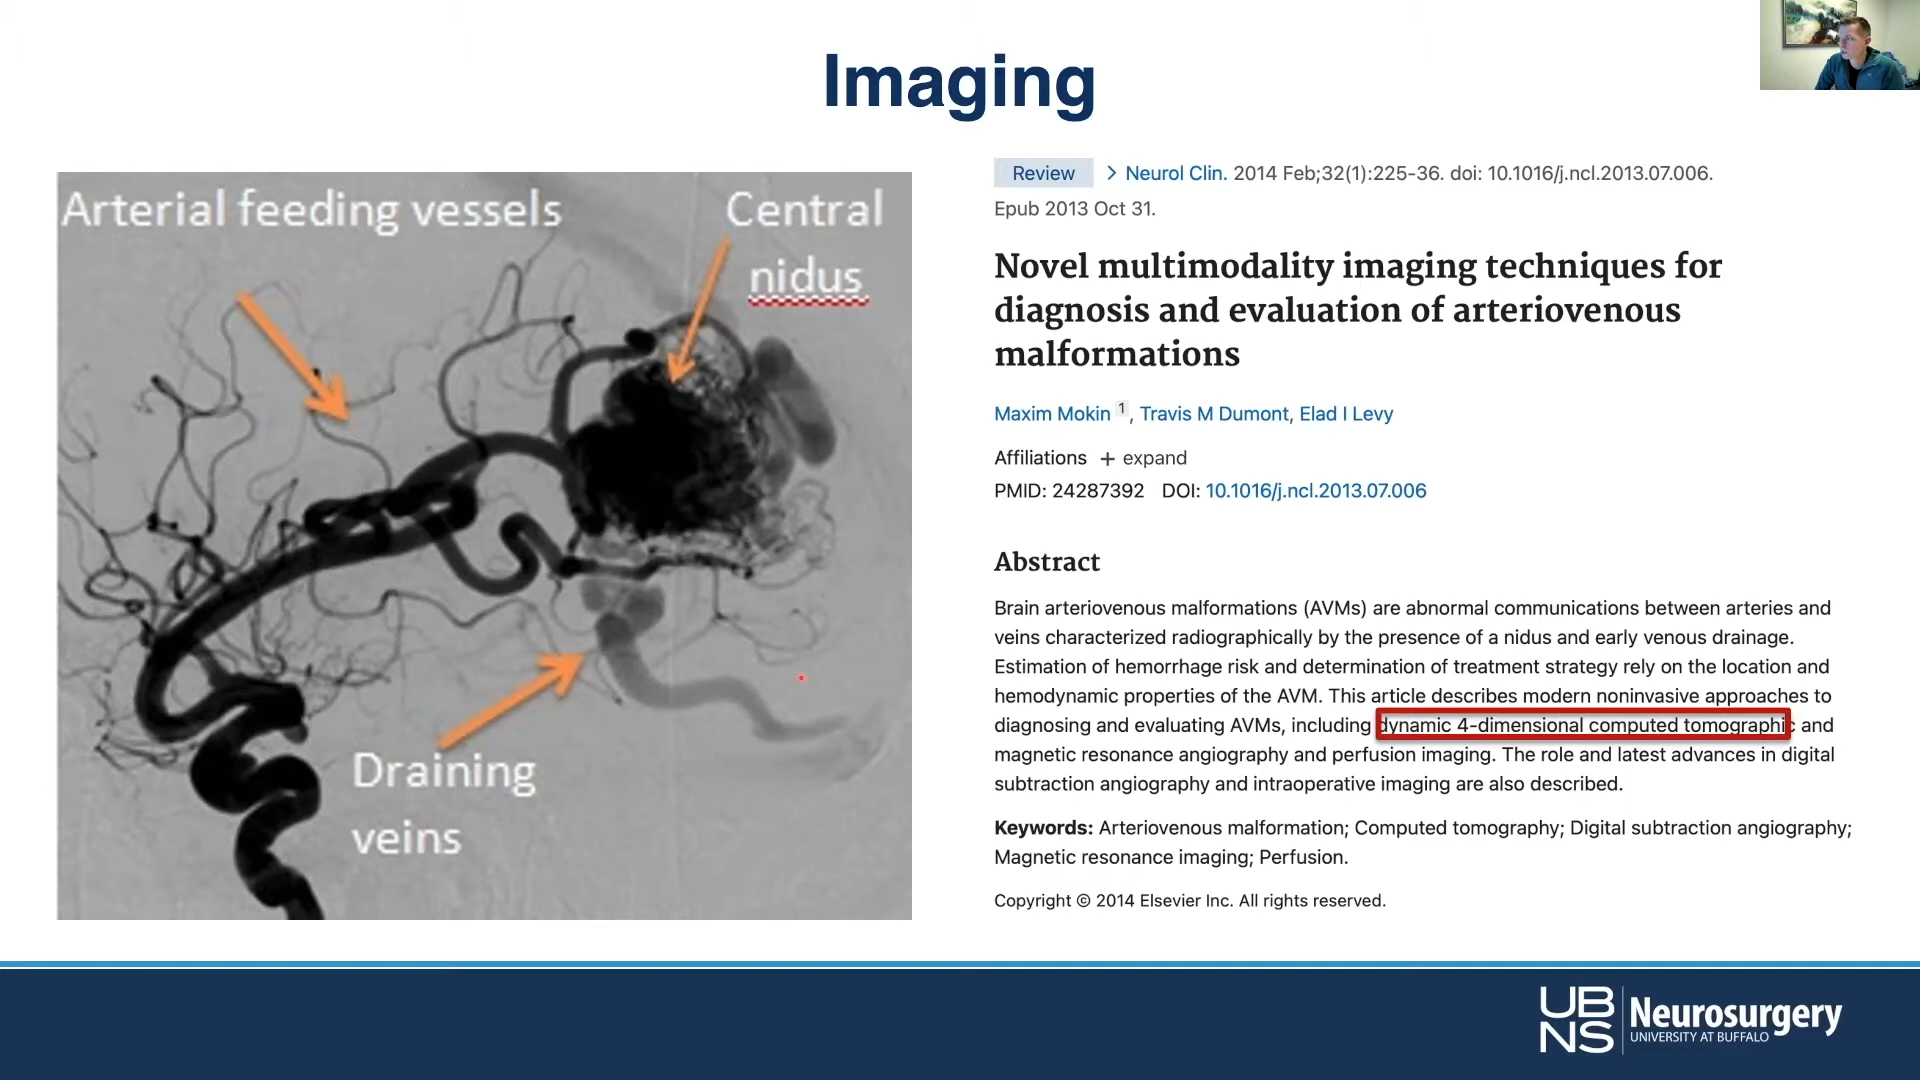 Imaging
Arterial feeding vessels
Central
nidus
Draining
veins
Review > Neurol Clin. 2014 Feb;32(1):225-36. doi: 10.1016/j.ncl.2013.07.006.
Epub 2013 Oct 31.
Novel multimodality imaging techniques for
diagnosis and evaluation of arteriovenous
malformations
Maxim Mokin 1, Travis M Dumont, Elad I Levy
Affiliations + expand
PMID: 24287392 DOI: 10.1016/j.ncl.2013.07.006
Abstract
Brain arteriovenous malformations (AVMs) are abnormal communications between arteries and
veins characterized radiographically by the presence of a nidus and early venous drainage.
Estimation of hemorrhage risk and determination of treatment strategy rely on the location and
hemodynamic properties of the AVM. This article describes modern noninvasive approaches to
diagnosing and evaluating AVMs, including dynamic 4-dimensional computed tomographic and
magnetic resonance angiography and perfusion imaging. The role and latest advances in digital
subtraction angiography and intraoperative imaging are also described.
Keywords: Arteriovenous malformation; Computed tomography; Digital subtraction angiography;
Magnetic resonance imaging; Perfusion.
Copyright © 2014 Elsevier Inc. All rights reserved.
UB
NS
Neurosurgery
UNIVERSITY AT BUFFALO